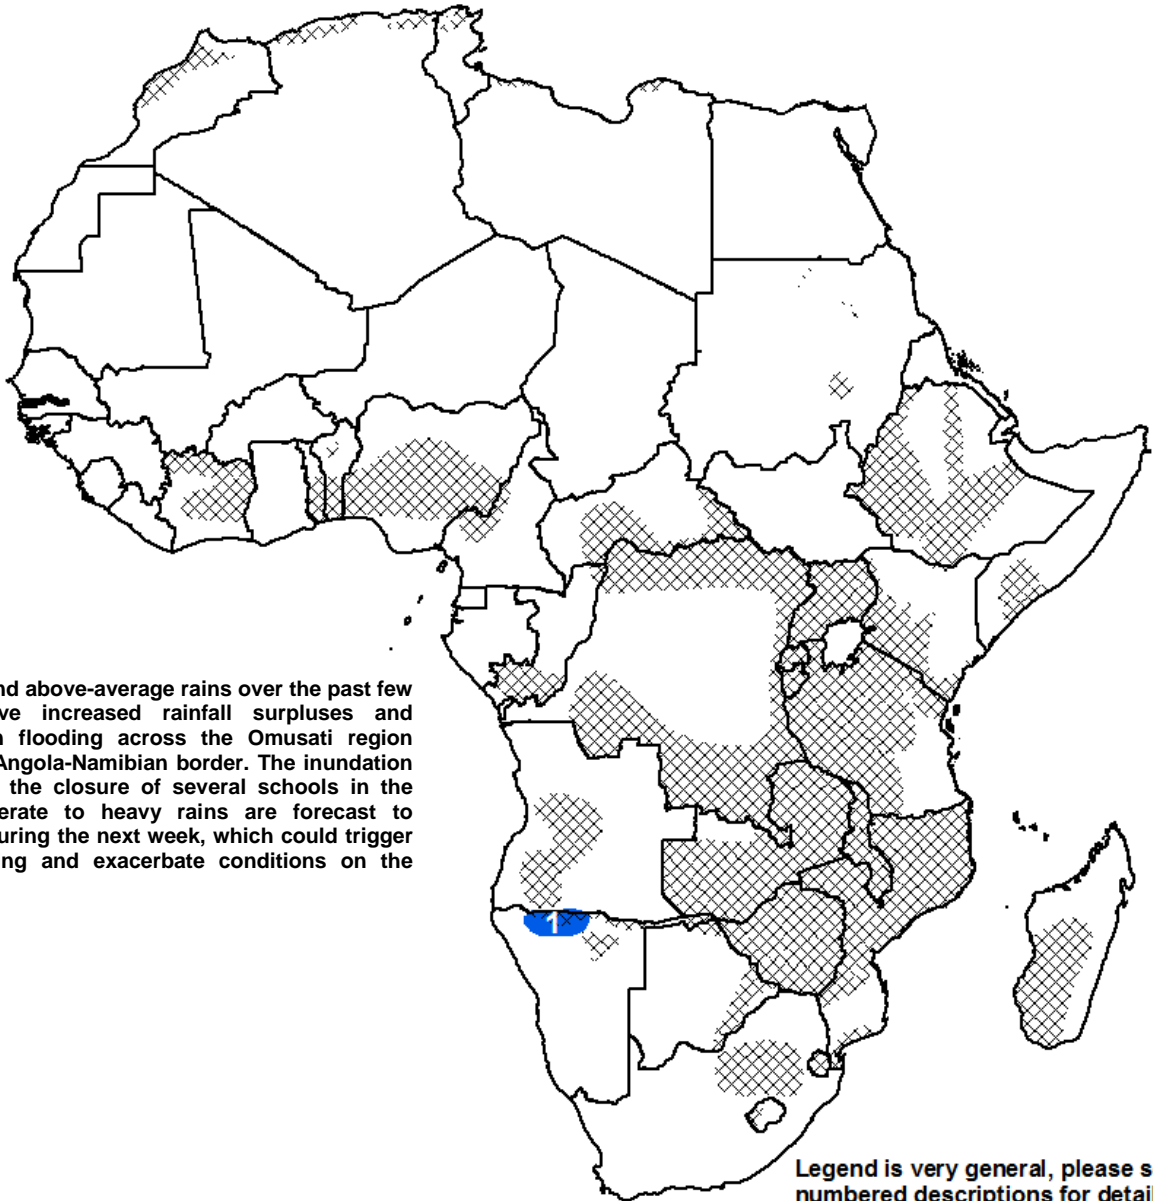 nd above-average rains over the past few
ve increased rainfall surpluses and
n flooding across the Omusati region
Angola-Namibian border. The inundation
the closure of several schools in the
erate to heavy rains are forecast to
uring the next week, which could trigger
ng and exacerbate conditions on the
1
Legend is very general, please s
numbered descriptions for detail